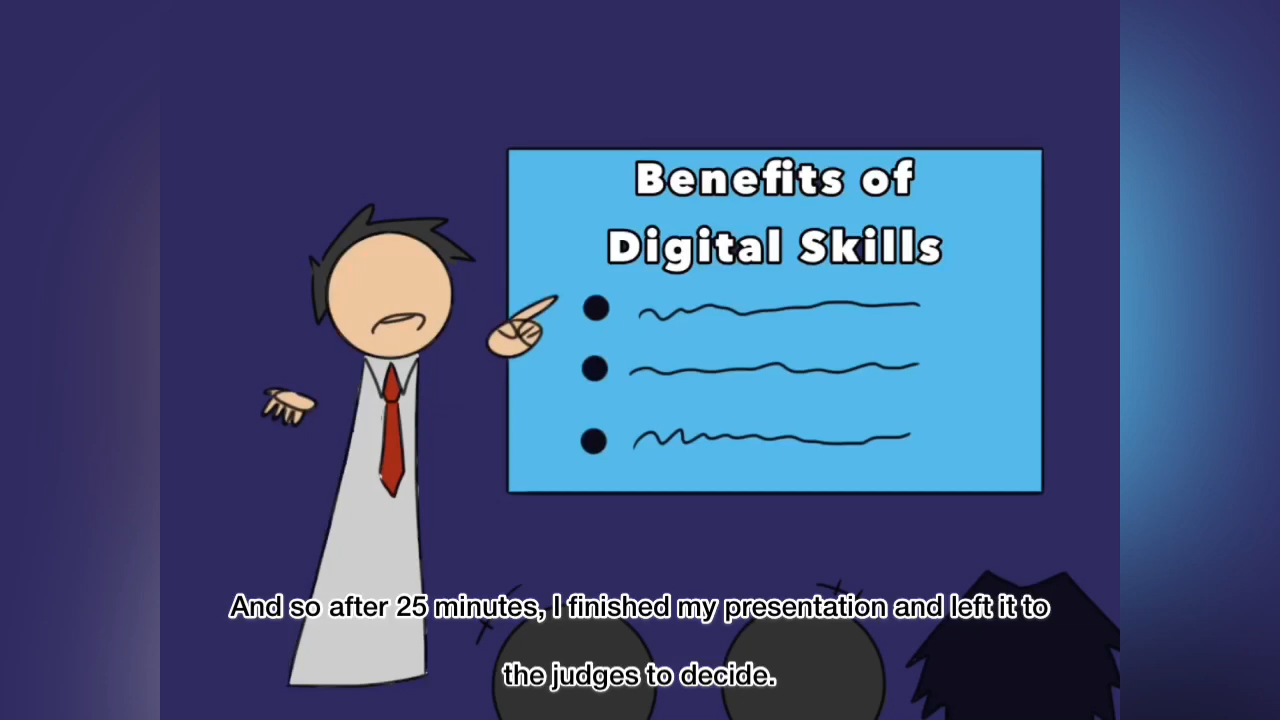 Benefits of
Digital Skills
And so after 25 minutes, I finished my presentation and left it to
the judges to decide.